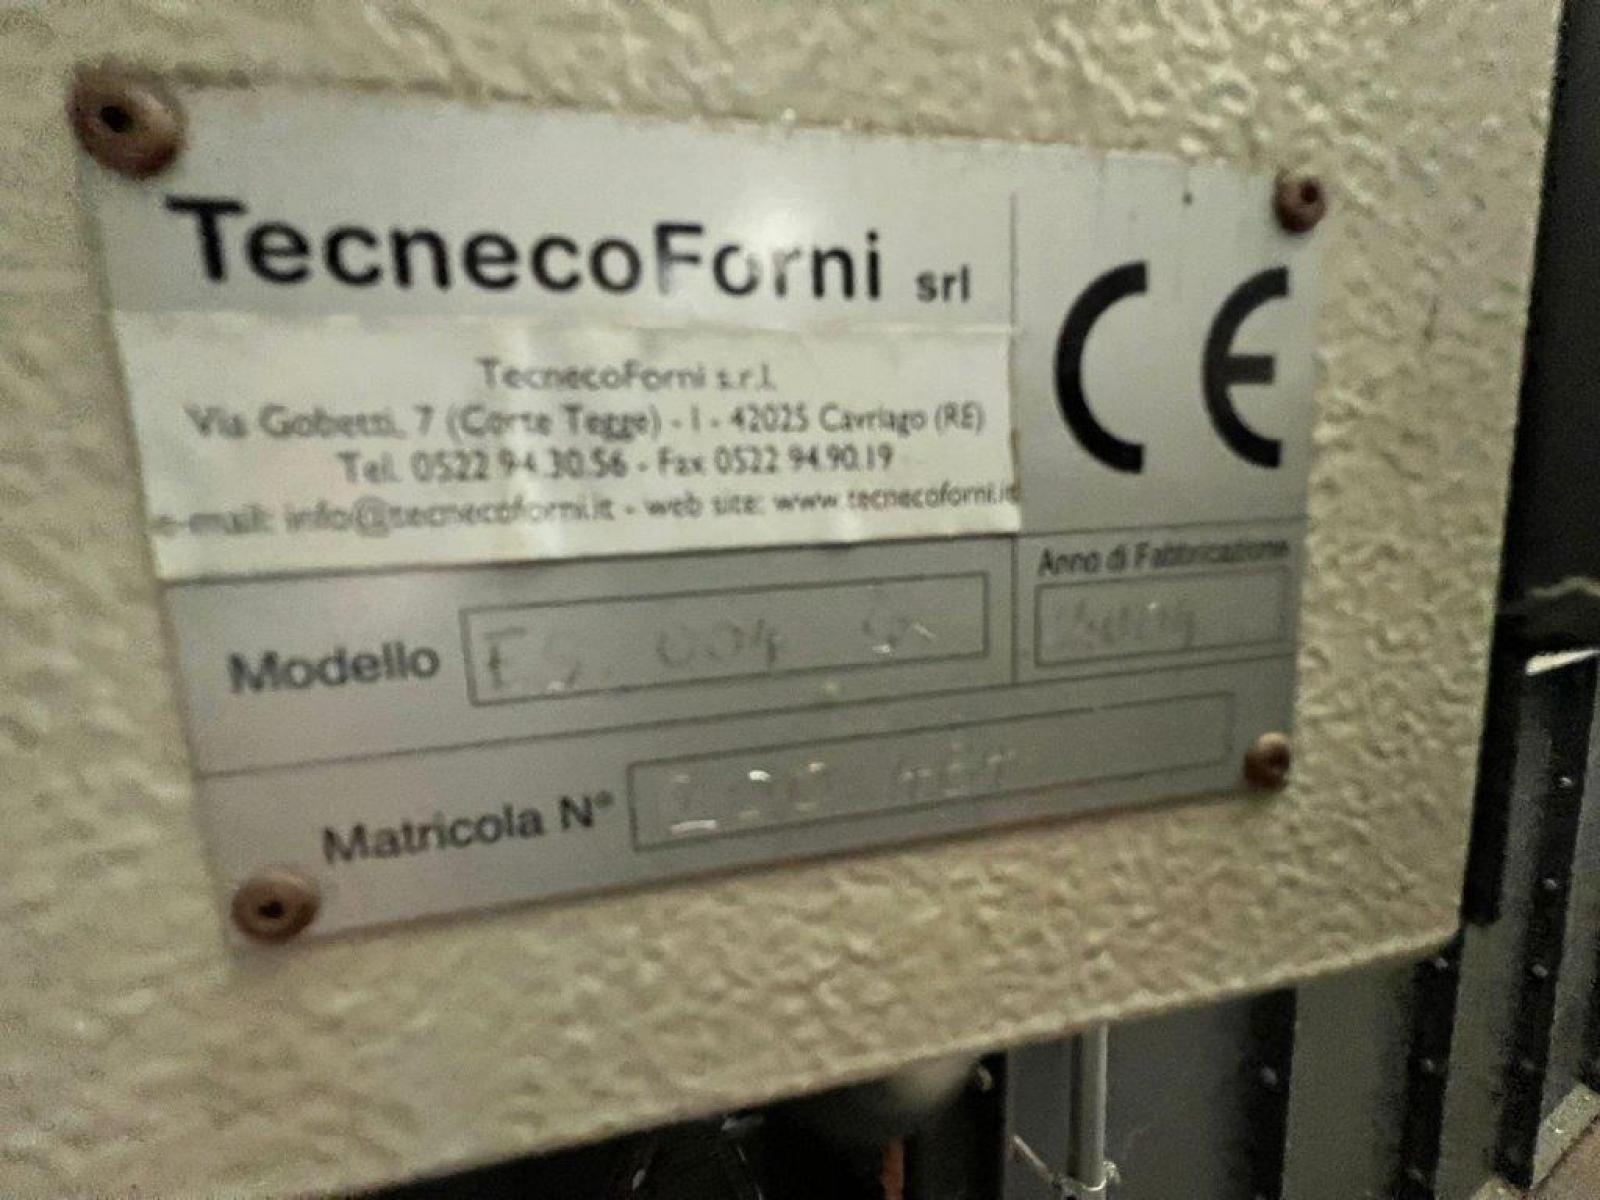 TecnecoForni srl
CE
TecnecoForni s.r.l.
Via Gobetti, 7 (Corte Tegge) - I - 42025 Cavriago (RE)
Tel. 0522 94.30.56 - Fax 0522 94.90.19
e-mail: info@tecnecoforni.it - web site: www.tecnecoforni.it
Anno di Fabbricazione
2004
Modello
Matricola N°